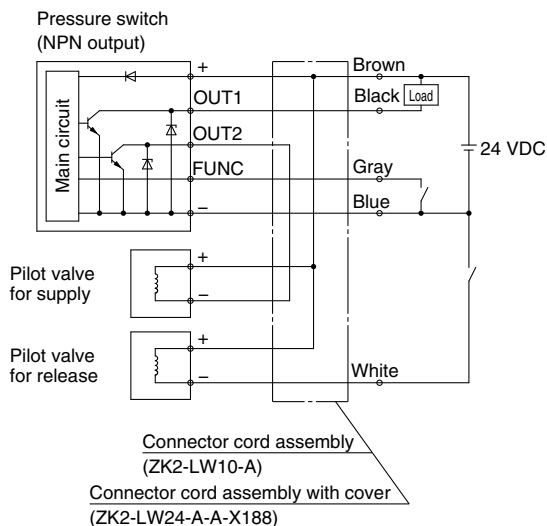 Pressure switch
(NPN output)
Main circuit
+
OUT1
OUT2
FUNC
−
Brown
Black
Load
Gray
Blue
24 VDC
Pilot valve
for supply
+
−
Pilot valve
for release
+
−
White
Connector cord assembly
(ZK2-LW10-A)
Connector cord assembly with cover
(ZK2-LW24-A-A-X188)